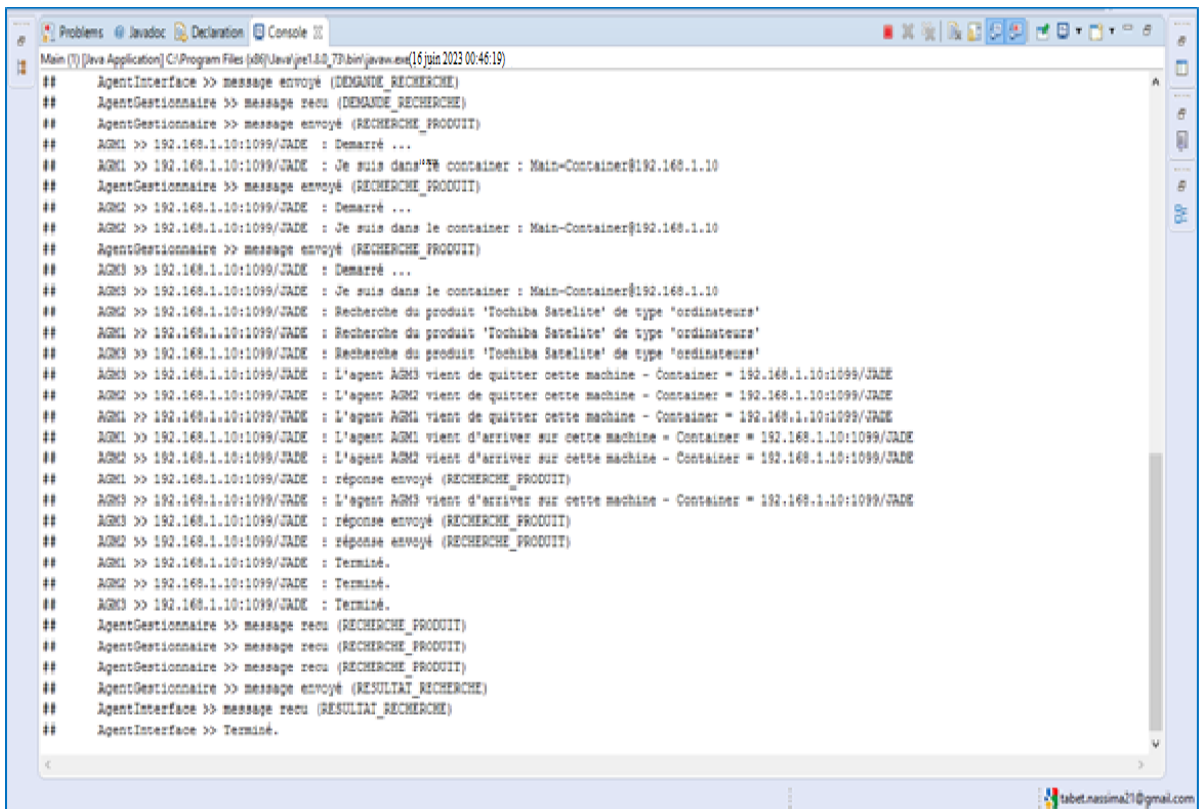 Problems @ Javadoc Declaration Console
Main (1) [Java Application] C:\Program Files (x86)\Java\jre1.8.0_73\bin\javaw.exe(16 juin 2023 00:46:19)
## AgentInterface >> message envoyé (DEMANDE_RECHERCHE)
## AgentGestionnaire >> message recu (DEMANDE_RECHERCHE)
## AgentGestionnaire >> message envoyé (RECHERCHE_PRODUIT)
## AGM1 >> 192.168.1.10:1099/JADE : Demarré ...
## AGM1 >> 192.168.1.10:1099/JADE : Je suis dans container : Main-Container@192.168.1.10
## AgentGestionnaire >> message envoyé (RECHERCHE_PRODUIT)
## AGM2 >> 192.168.1.10:1099/JADE : Demarré ...
## AGM2 >> 192.168.1.10:1099/JADE : Je suis dans le container : Main-Container@192.168.1.10
## AgentGestionnaire >> message envoyé (RECHERCHE_PRODUIT)
## AGM3 >> 192.168.1.10:1099/JADE : Demarré ...
## AGM3 >> 192.168.1.10:1099/JADE : Je suis dans le container : Main-Container@192.168.1.10
## AGM2 >> 192.168.1.10:1099/JADE : Recherche du produit 'Tochiba Satelite' de type "ordinateurs"
## AGM1 >> 192.168.1.10:1099/JADE : Recherche du produit 'Tochiba Satelite' de type "ordinateurs"
## AGM3 >> 192.168.1.10:1099/JADE : Recherche du produit 'Tochiba Satelite' de type "ordinateurs"
## AGM3 >> 192.168.1.10:1099/JADE : L'agent AGM3 vient de quitter cette machine - Container = 192.168.1.10:1099/JADE
## AGM2 >> 192.168.1.10:1099/JADE : L'agent AGM2 vient de quitter cette machine - Container = 192.168.1.10:1099/JADE
## AGM1 >> 192.168.1.10:1099/JADE : L'agent AGM1 vient de quitter cette machine - Container = 192.168.1.10:1099/JADE
## AGM1 >> 192.168.1.10:1099/JADE : L'agent AGM1 vient d'arriver sur cette machine - Container = 192.168.1.10:1099/JADE
## AGM2 >> 192.168.1.10:1099/JADE : L'agent AGM2 vient d'arriver sur cette machine - Container = 192.168.1.10:1099/JADE
## AGM1 >> 192.168.1.10:1099/JADE : réponse envoyé (RECHERCHE_PRODUIT)
## AGM3 >> 192.168.1.10:1099/JADE : L'agent AGM3 vient d'arriver sur cette machine - Container = 192.168.1.10:1099/JADE
## AGM3 >> 192.168.1.10:1099/JADE : réponse envoyé (RECHERCHE_PRODUIT)
## AGM2 >> 192.168.1.10:1099/JADE : réponse envoyé (RECHERCHE_PRODUIT)
## AGM1 >> 192.168.1.10:1099/JADE : Terminé.
## AGM2 >> 192.168.1.10:1099/JADE : Terminé.
## AGM3 >> 192.168.1.10:1099/JADE : Terminé.
## AgentGestionnaire >> message recu (RECHERCHE_PRODUIT)
## AgentGestionnaire >> message recu (RECHERCHE_PRODUIT)
## AgentGestionnaire >> message recu (RECHERCHE_PRODUIT)
## AgentGestionnaire >> message envoyé (RESULTAT_RECHERCHE)
## AgentInterface >> message recu (RESULTAT_RECHERCHE)
## AgentInterface >> Terminé.
tabet.nassima21@gmail.com